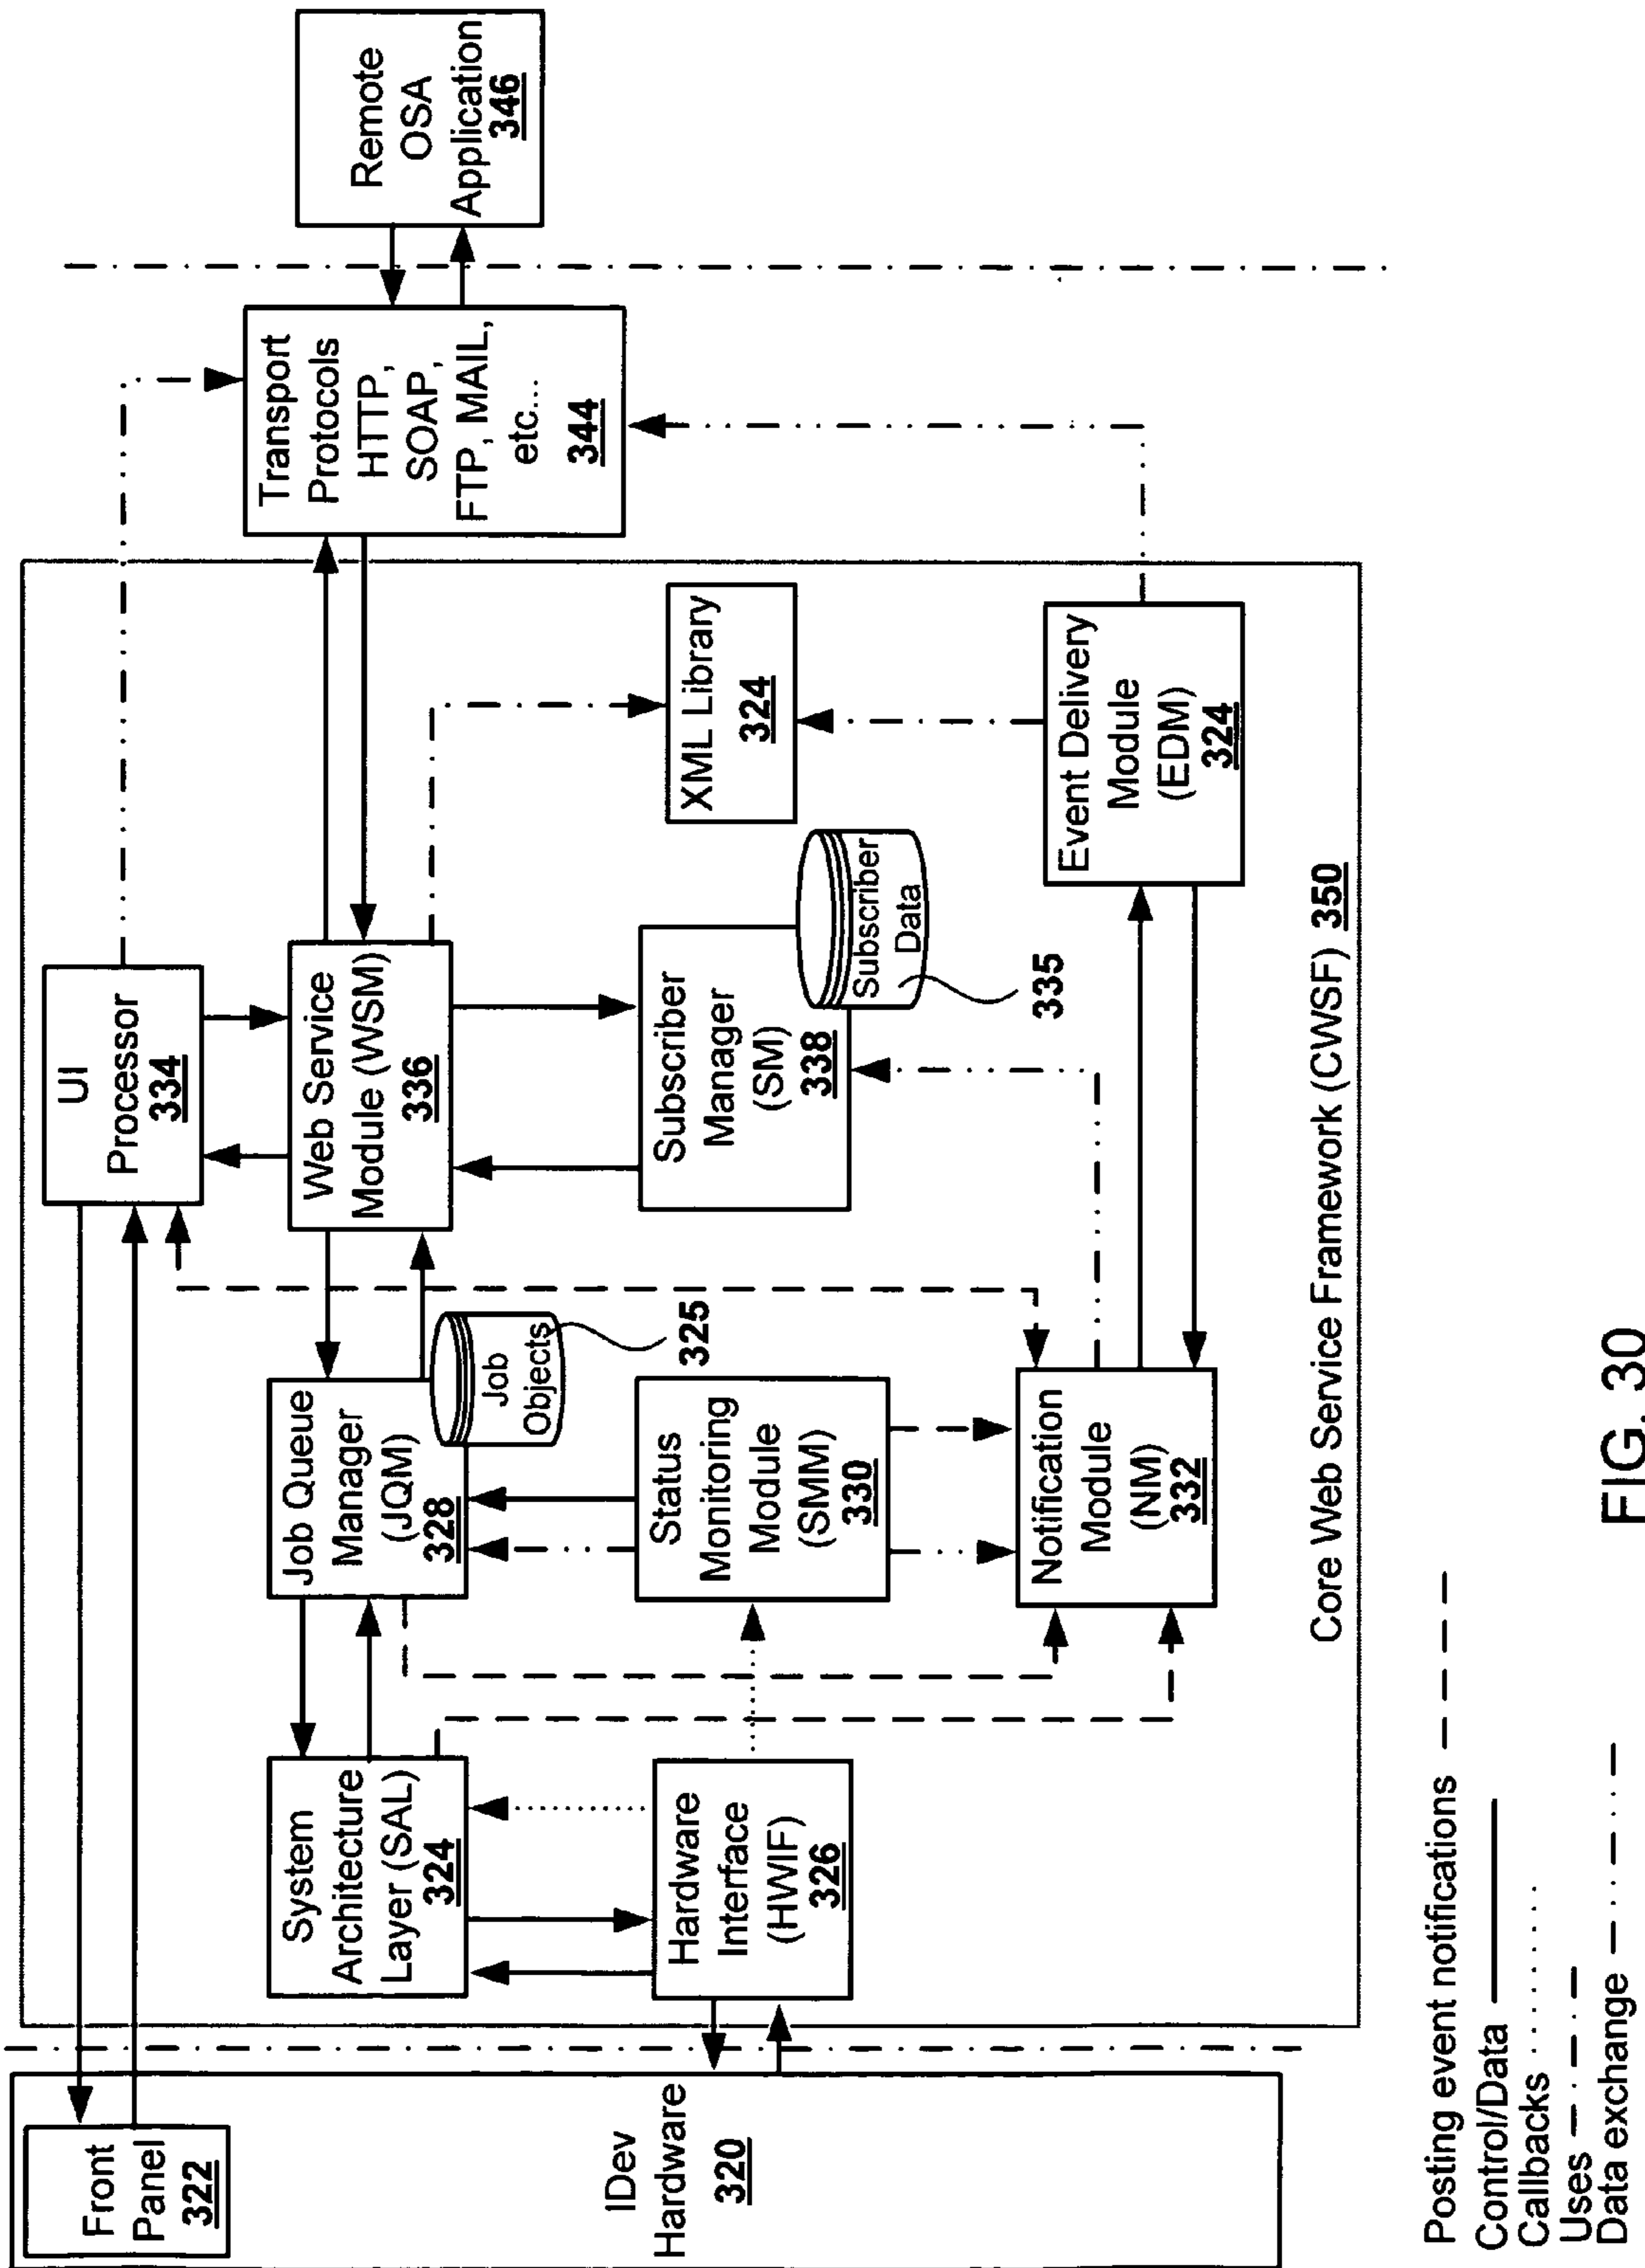 Front
Panel
322
IDev
Hardware
320
System
Architecture
Layer (SAL)
324
Hardware
Interface
(HWIF)
326
Job Queue
Manager
(JQM)
328
Job
Objects
325
Status
Monitoring
Module
(SMM)
330
Notification
Module
(NM)
332
UI
Processor
334
Web Service
Module (WSM)
336
Subscriber
Manager
(SM)
338
Subscriber
Data
335
XML Library
324
Event Delivery
Module
(EDM)
324
Core Web Service Framework (CWSF) 350
Transport
Protocols
HTTP,
SOAP,
FTP, MAIL,
etc...
344
Remote
OSA
Application
346
Posting event notifications
Control/Data
Callbacks
Uses
Data exchange
FIG. 30